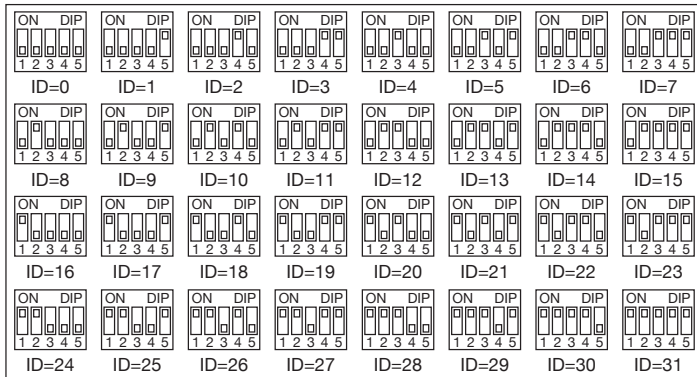 ON DIP ON DIP ON DIP ON DIP ON DIP ON DIP ON DIP ON DIP
1 2 3 4 5 1 2 3 4 5 1 2 3 4 5 1 2 3 4 5 1 2 3 4 5 1 2 3 4 5 1 2 3 4 5 1 2 3 4 5
ID=0 ID=1 ID=2 ID=3 ID=4 ID=5 ID=6 ID=7
ON DIP ON DIP ON DIP ON DIP ON DIP ON DIP ON DIP ON DIP
1 2 3 4 5 1 2 3 4 5 1 2 3 4 5 1 2 3 4 5 1 2 3 4 5 1 2 3 4 5 1 2 3 4 5 1 2 3 4 5
ID=8 ID=9 ID=10 ID=11 ID=12 ID=13 ID=14 ID=15
ON DIP ON DIP ON DIP ON DIP ON DIP ON DIP ON DIP ON DIP
1 2 3 4 5 1 2 3 4 5 1 2 3 4 5 1 2 3 4 5 1 2 3 4 5 1 2 3 4 5 1 2 3 4 5 1 2 3 4 5
ID=16 ID=17 ID=18 ID=19 ID=20 ID=21 ID=22 ID=23
ON DIP ON DIP ON DIP ON DIP ON DIP ON DIP ON DIP ON DIP
1 2 3 4 5 1 2 3 4 5 1 2 3 4 5 1 2 3 4 5 1 2 3 4 5 1 2 3 4 5 1 2 3 4 5 1 2 3 4 5
ID=24 ID=25 ID=26 ID=27 ID=28 ID=29 ID=30 ID=31